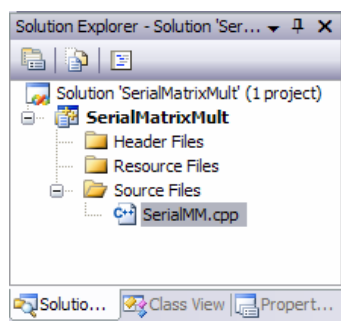 Solution Explorer - Solution 'Ser...
Solution 'SerialMatrixMult' (1 project)
SerialMatrixMult
Header Files
Resource Files
Source Files
C++ SerialMM.cpp
Solutio... Class View Propert...